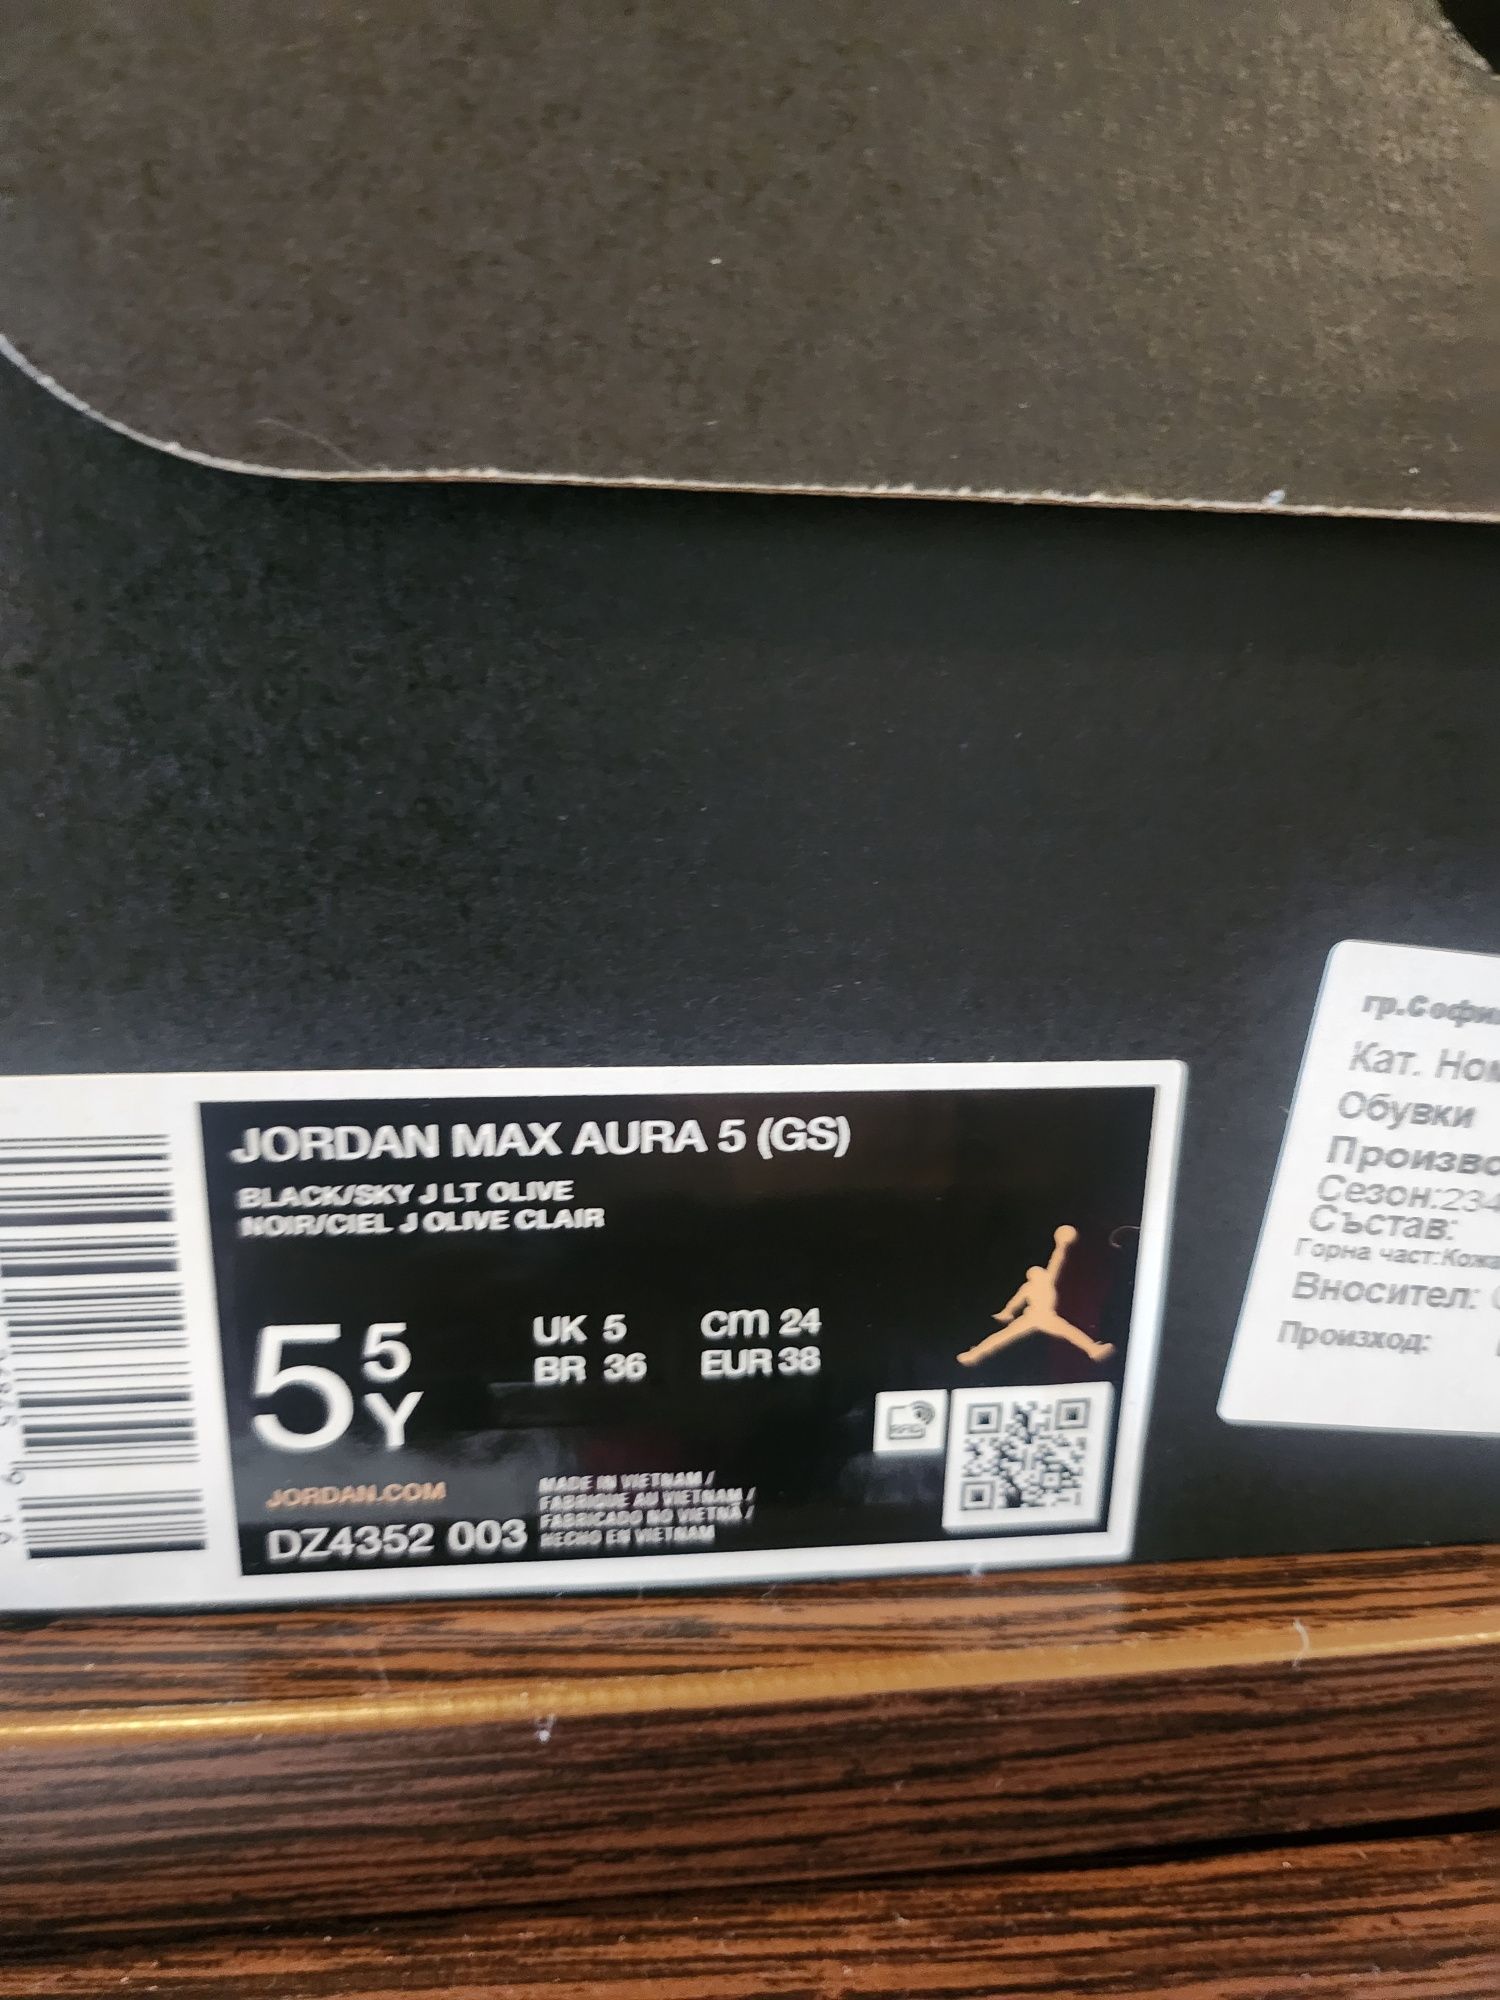 JORDAN MAX AURA 5 (GS)
BLACK/SKY J LT OLIVE
NOIR/CIEL J OLIVE CLAIR
5 5 Y
UK 5
BR 36
cm 24
EUR 38
JORDAN.COM
DZ4352 003
MADE IN VIETNAM /
FABRIQUE AU VIETNAM /
FABRICADO NO VIETNÃ /
HECHO EN VIETNAM
гр.Софи
Кат. Ном
Обувки
Произво
Сезон:234
Състав:
Горна част:Кожа
Вносител:
Произход: